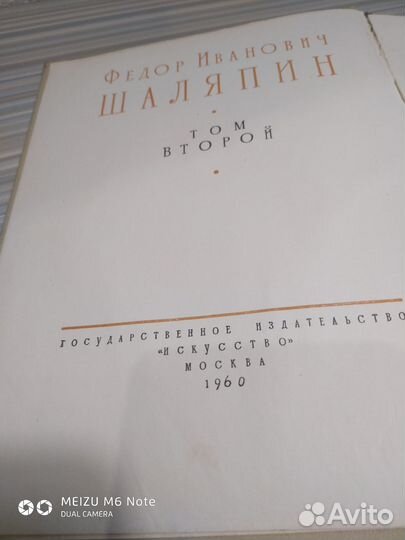 ФЕДОР ИВАНОВИЧ
ШАЛЯПИН
ТОМ
ВТОРОЙ
ГОСУДАРСТВЕННОЕ ИЗДАТЕЛЬСТВО
«ИСКУССТВО»
МОСКВА
1960
MEIZU M6 Note
DUAL CAMERA
Avito